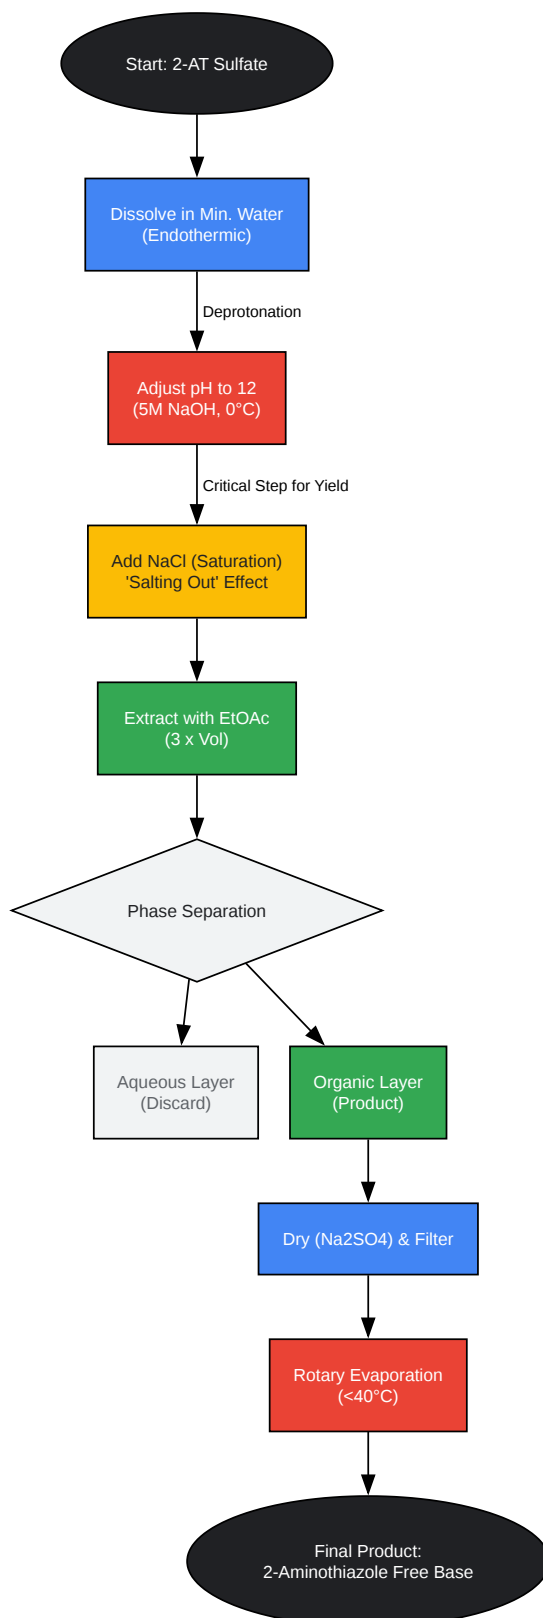 Start: 2-AT Sulfate
Dissolve in Min. Water
(Endothermic)
Deprotonation
Adjust pH to 12
(5M NaOH, 0°C)
Critical Step for Yield
Add NaCl (Saturation)
'Salting Out' Effect
Extract with EtOAc
(3 x Vol)
Phase Separation
Aqueous Layer
(Discard)
Organic Layer
(Product)
Dry (Na2SO4) & Filter
Rotary Evaporation
(<40°C)
Final Product:
2-Aminothiazole Free Base